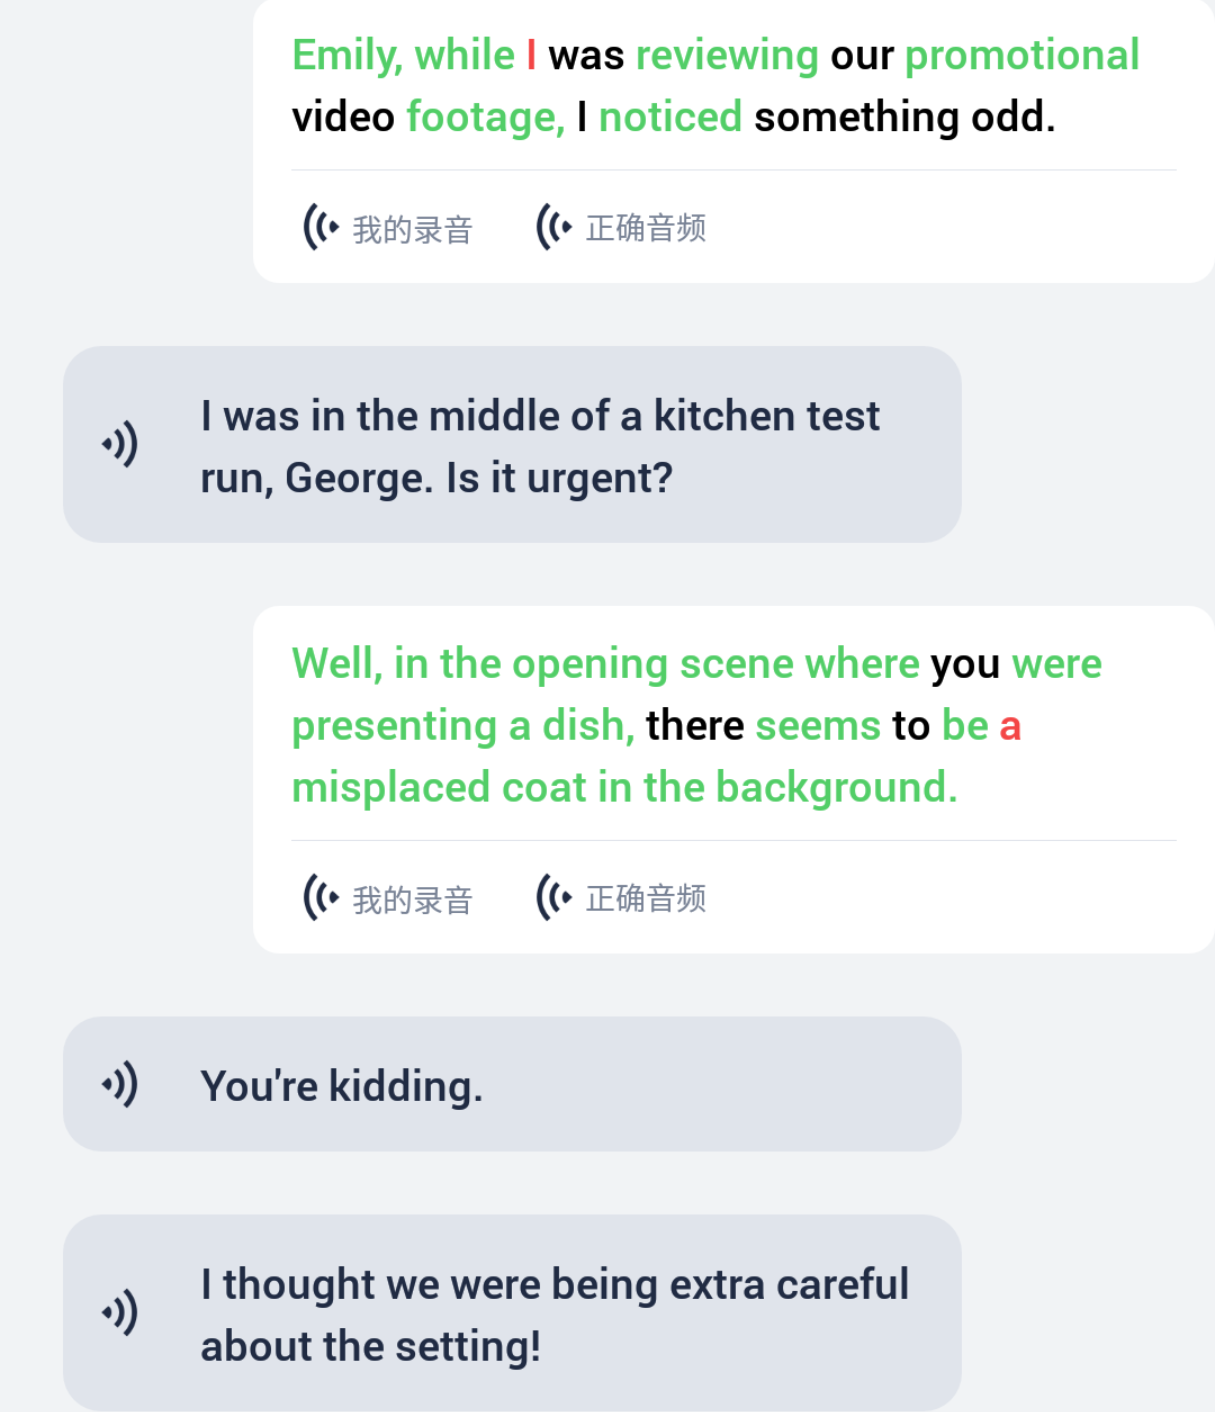 Emily, while I was reviewing our promotional
video footage, I noticed something odd.
我的录音 正确音频
I was in the middle of a kitchen test
run, George. Is it urgent?
Well, in the opening scene where you were
presenting a dish, there seems to be a
misplaced coat in the background.
我的录音 正确音频
You're kidding.
I thought we were being extra careful
about the setting!